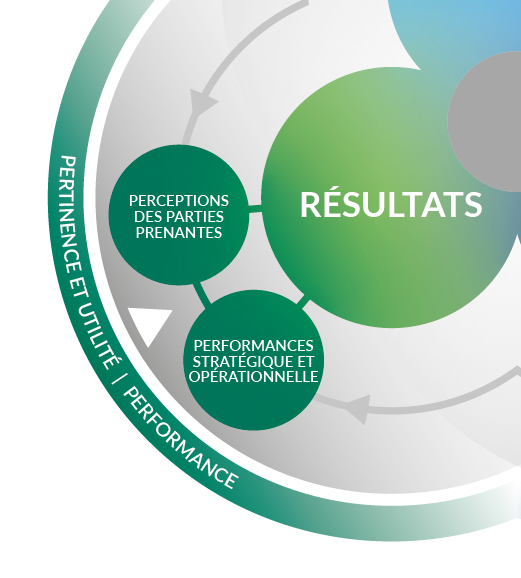 RÉSULTATS
PERCEPTIONS
DES PARTIES
PRENANTES
PERFORMANCES
STRATÉGIQUE ET
OPÉRATIONNELLE
PERTINENCE ET UTILITÉ | PERFORMANCE